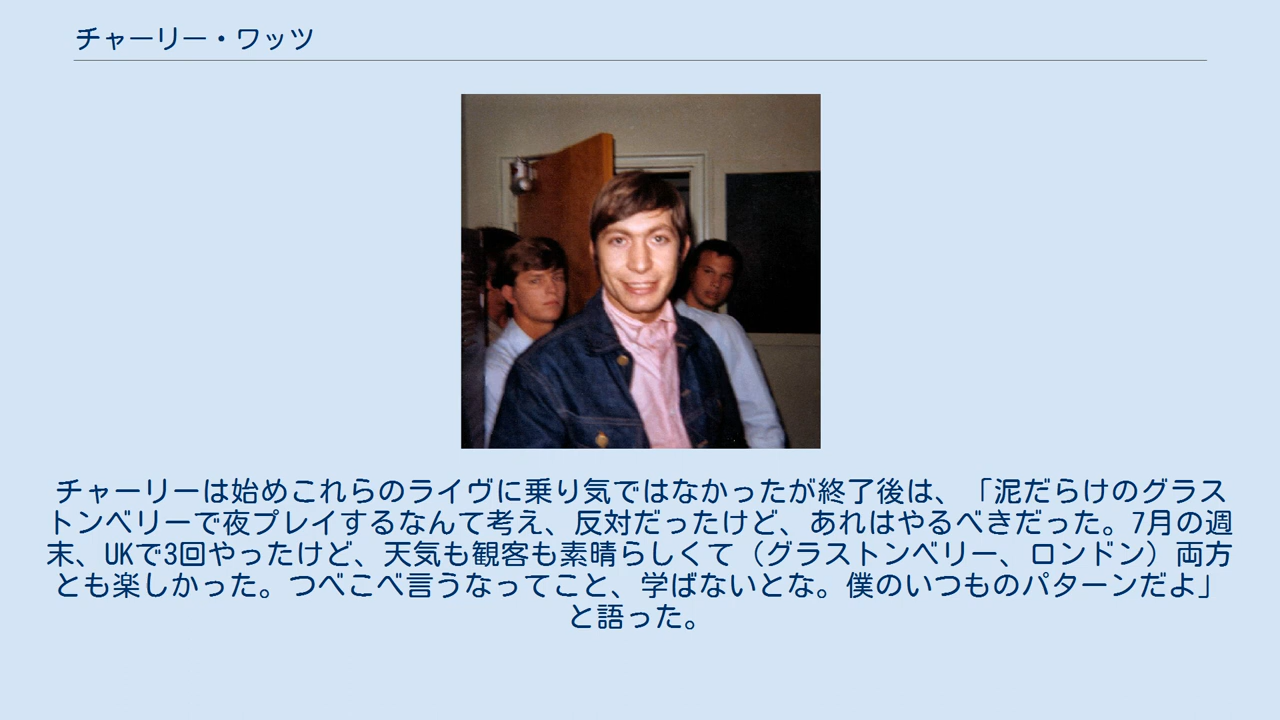 チャーリー・ワッツ
チャーリーは始めこれらのライヴに乗り気ではなかったが終了後は、「泥だらけのグラス
トンベリーで夜プレイするなんて考え、反対だったけど、あれはやるべきだった。7月の週
末、UKで3回やったけど、天気も観客も素晴らしくて（グラストンベリー、ロンドン）両方
とも楽しかった。つべこべ言うなってこと、学ばないとな。僕のいつものパターンだよ」
と語った。